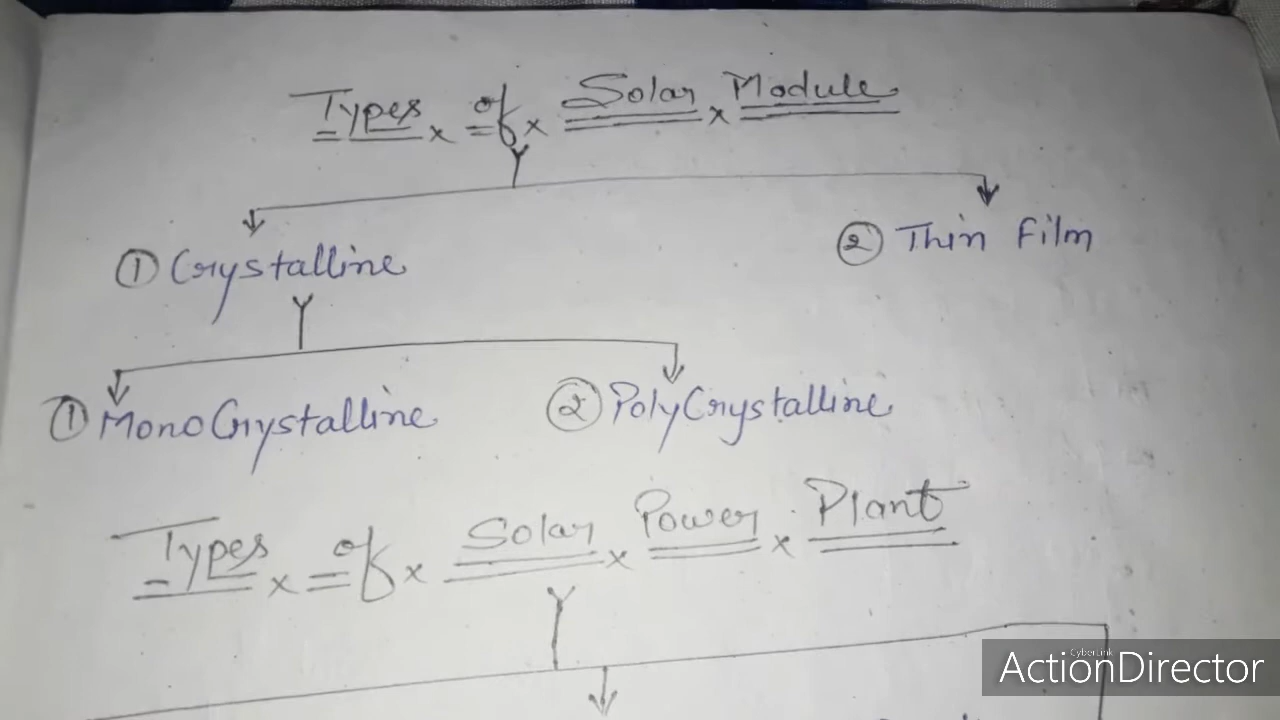 Types of Solar Module
① Crystalline
② Thin Film
① MonoCrystalline
② PolyCrystalline
Types of Solar Power Plant
CyberLink
ActionDirector